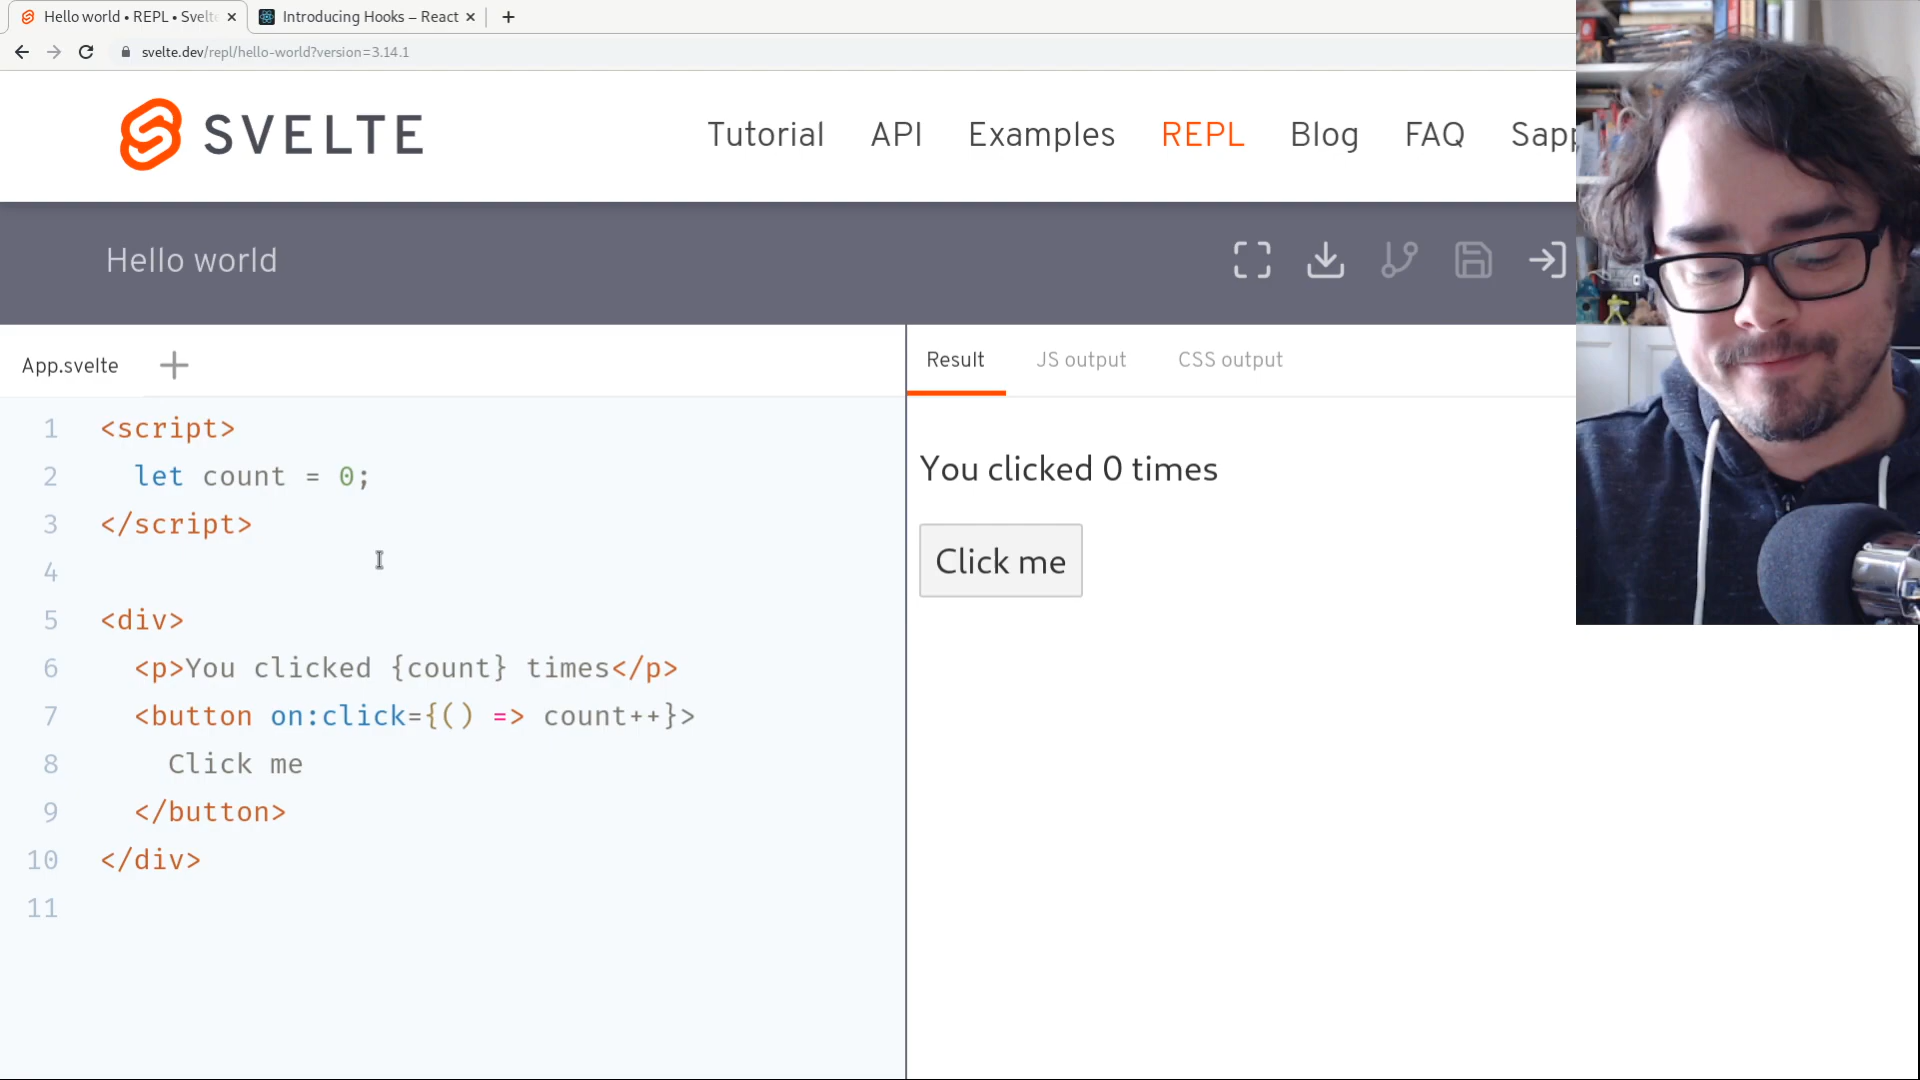 Hello world • REPL • Svelte
Introducing Hooks – React
svelte.dev/repl/hello-world?version=3.14.1
SVELTE
Tutorial
API
Examples
REPL
Blog
FAQ
Sapp
Hello world
App.svelte
Result
JS output
CSS output
1 <script>
2 let count = 0;
3 </script>
4
5 <div>
6 <p>You clicked {count} times</p>
7 <button on:click={() => count++}>
8 Click me
9 </button>
10 </div>
11
You clicked 0 times
Click me